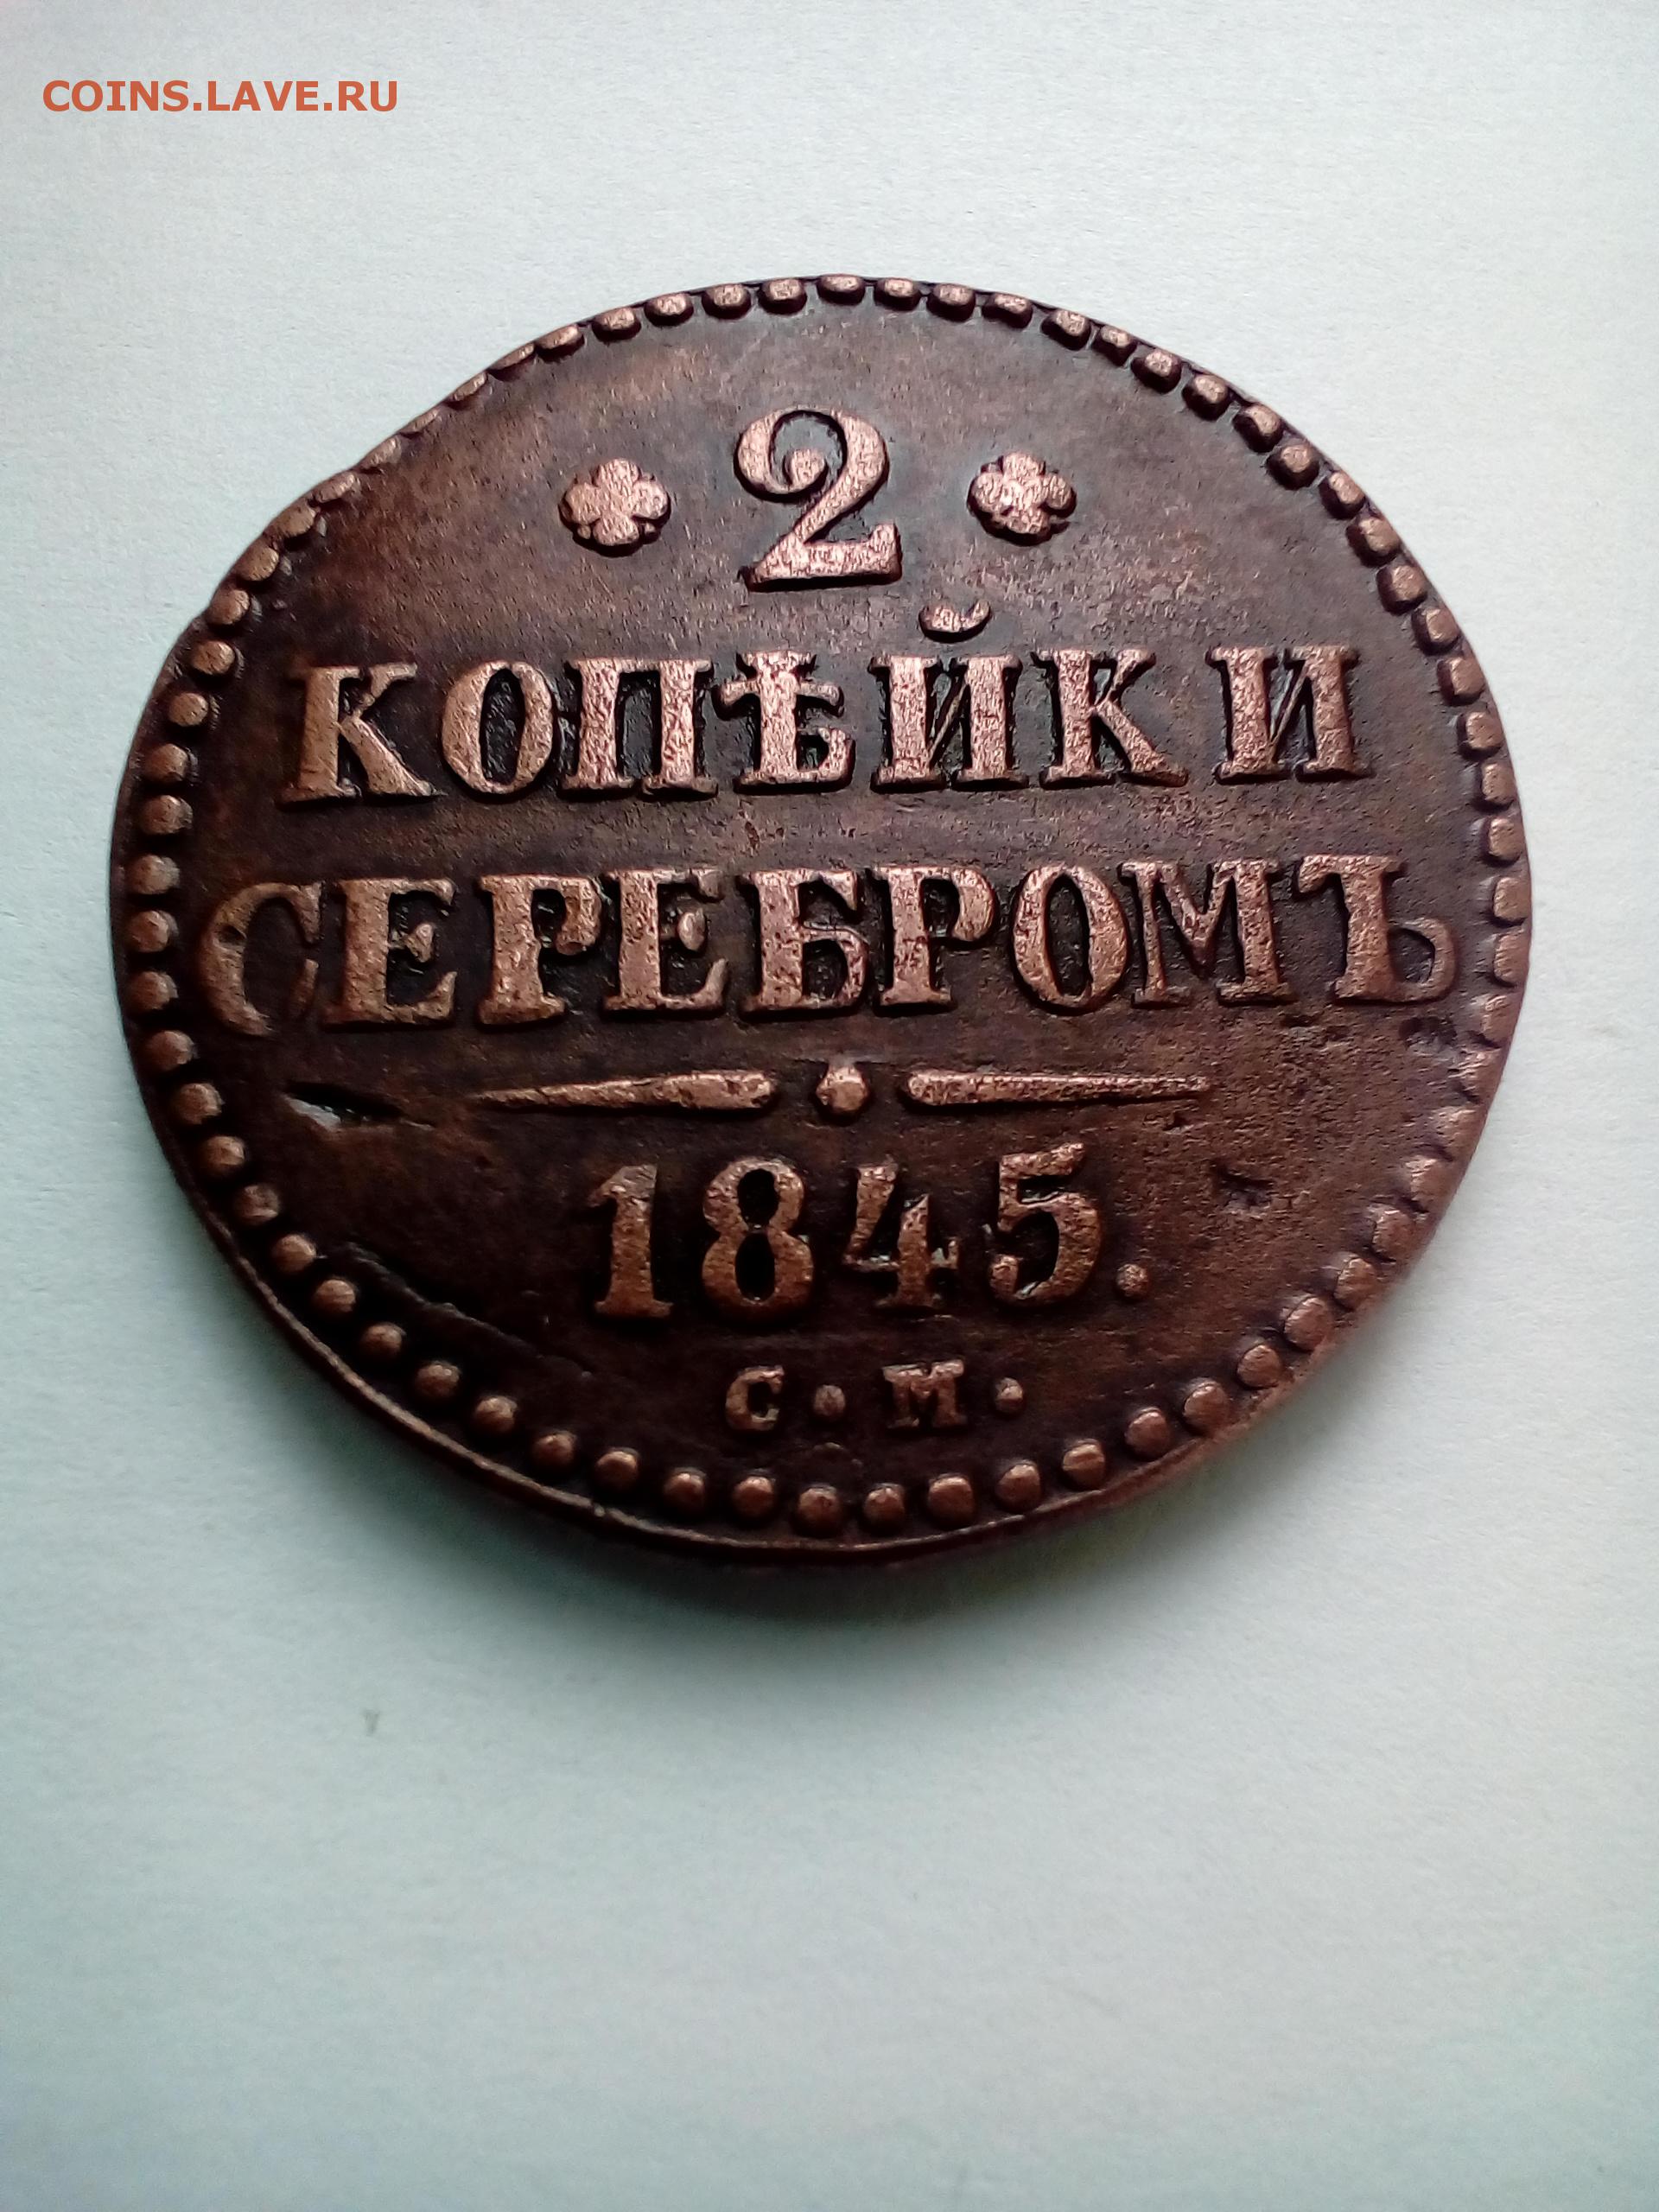 COINS.LAVE.RU
2
КОПѢЙКИ
СЕРЕБРОМЪ
1845.
С.М.